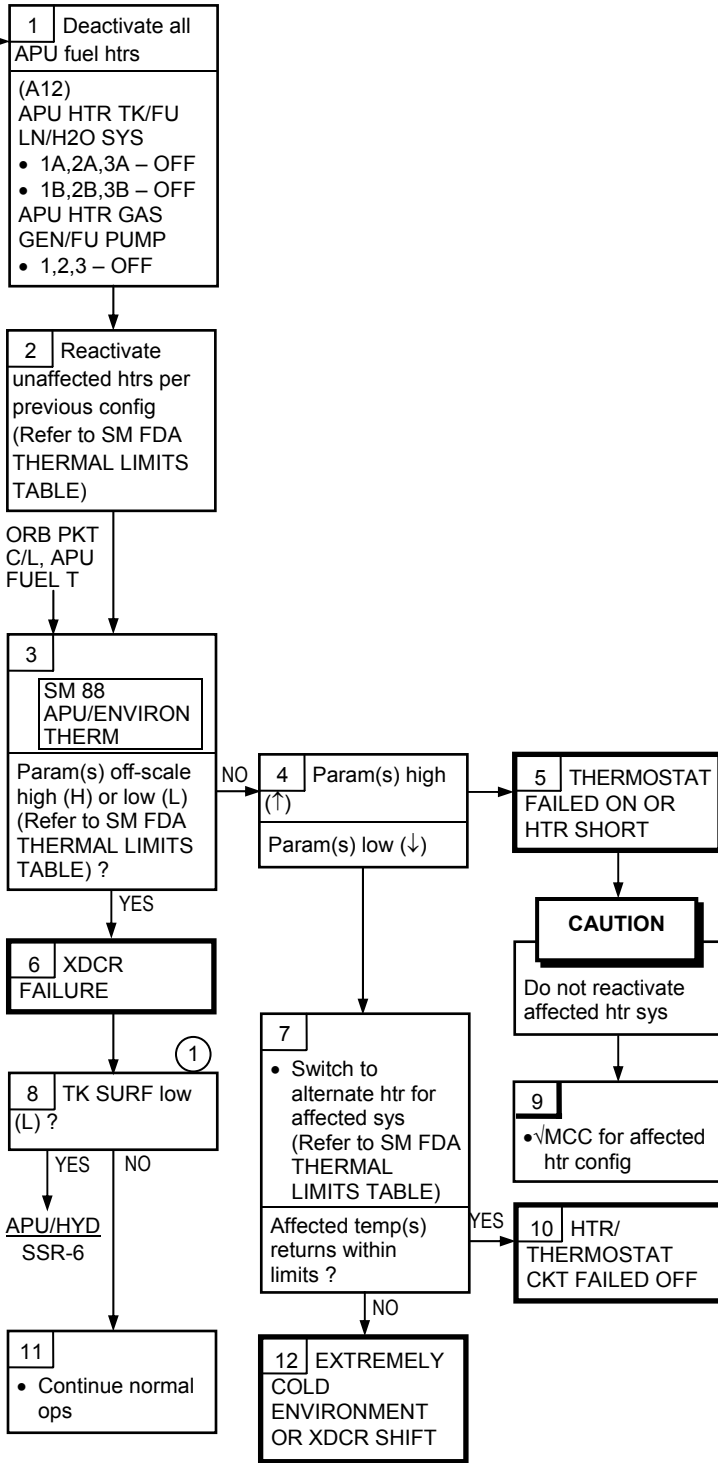 1 Deactivate all
APU fuel htrs
(A12)
APU HTR TK/FU
LN/H2O SYS
• 1A,2A,3A – OFF
• 1B,2B,3B – OFF
APU HTR GAS
GEN/FU PUMP
• 1,2,3 – OFF
2 Reactivate
unaffected htrs per
previous config
(Refer to SM FDA
THERMAL LIMITS
TABLE)
ORB PKT
C/L, APU
FUEL T
3
SM 88
APU/ENVIRON
THERM
Param(s) off-scale
high (H) or low (L)
(Refer to SM FDA
THERMAL LIMITS
TABLE) ?
NO
YES
4 Param(s) high
(↑)
Param(s) low (↓)
5 THERMOSTAT
FAILED ON OR
HTR SHORT
CAUTION
Do not reactivate
affected htr sys
6 XDCR
FAILURE
7
• Switch to
alternate htr for
affected sys
(Refer to SM FDA
THERMAL
LIMITS TABLE)
Affected temp(s)
returns within
limits ?
YES
NO
1
8 TK SURF low
(L) ?
YES
NO
APU/HYD
SSR-6
9
•√MCC for affected
htr config
10 HTR/
THERMOSTAT
CKT FAILED OFF
11
• Continue normal
ops
12 EXTREMELY
COLD
ENVIRONMENT
OR XDCR SHIFT